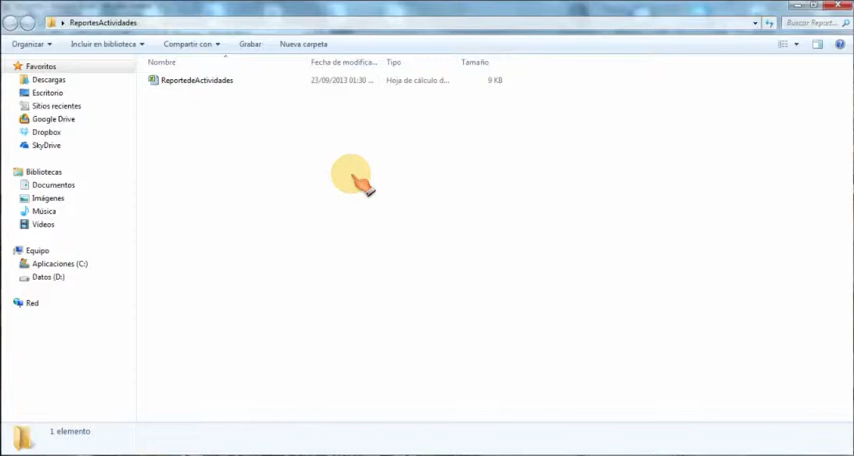 ReportesActividades
Buscar Report...
Organizar
Incluir en biblioteca
Compartir con
Grabar
Nueva carpeta
Favoritos
Descargas
Escritorio
Sitios recientes
Google Drive
Dropbox
SkyDrive
Bibliotecas
Documentos
Imágenes
Música
Videos
Equipo
Aplicaciones (C:)
Datos (D:)
Red
Nombre Fecha de modifica... Tipo Tamaño
ReportedeActividades 23/09/2013 01:30 ... Hoja de cálculo d... 9 KB
1 elemento